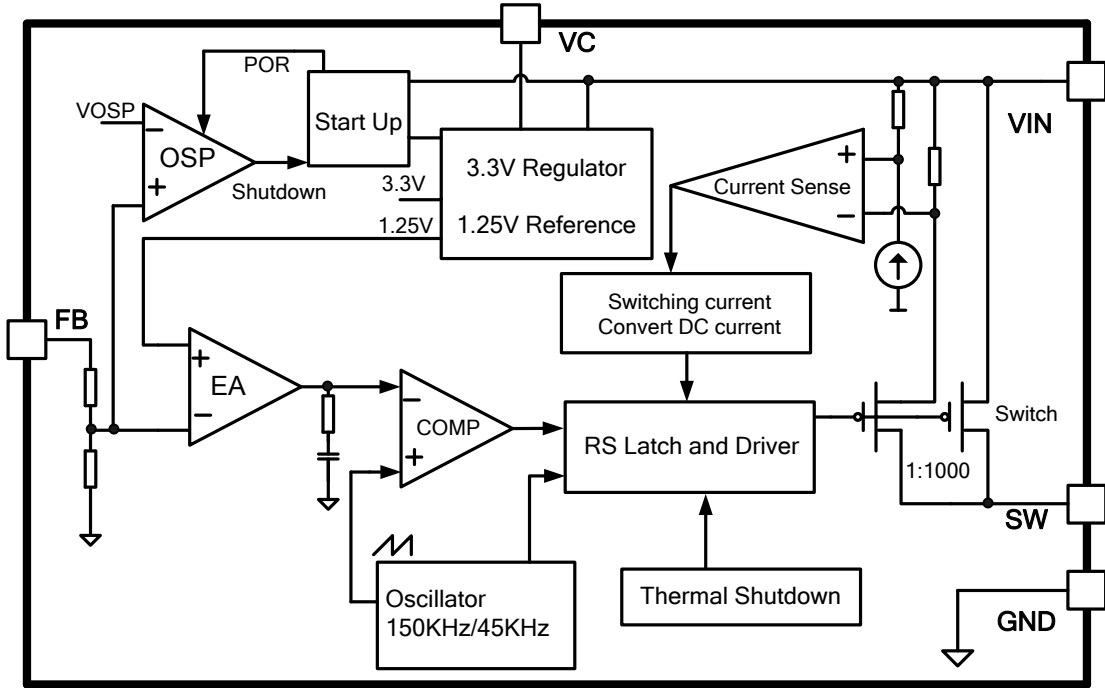 VC
POR
VIN
VOSP
Start Up
OSP
3.3V Regulator
1.25V Reference
Current Sense
Shutdown
3.3V
1.25V
Switching current
Convert DC current
FB
EA
COMP
RS Latch and Driver
Switch
1:1000
SW
Oscillator
150KHz/45KHz
Thermal Shutdown
GND